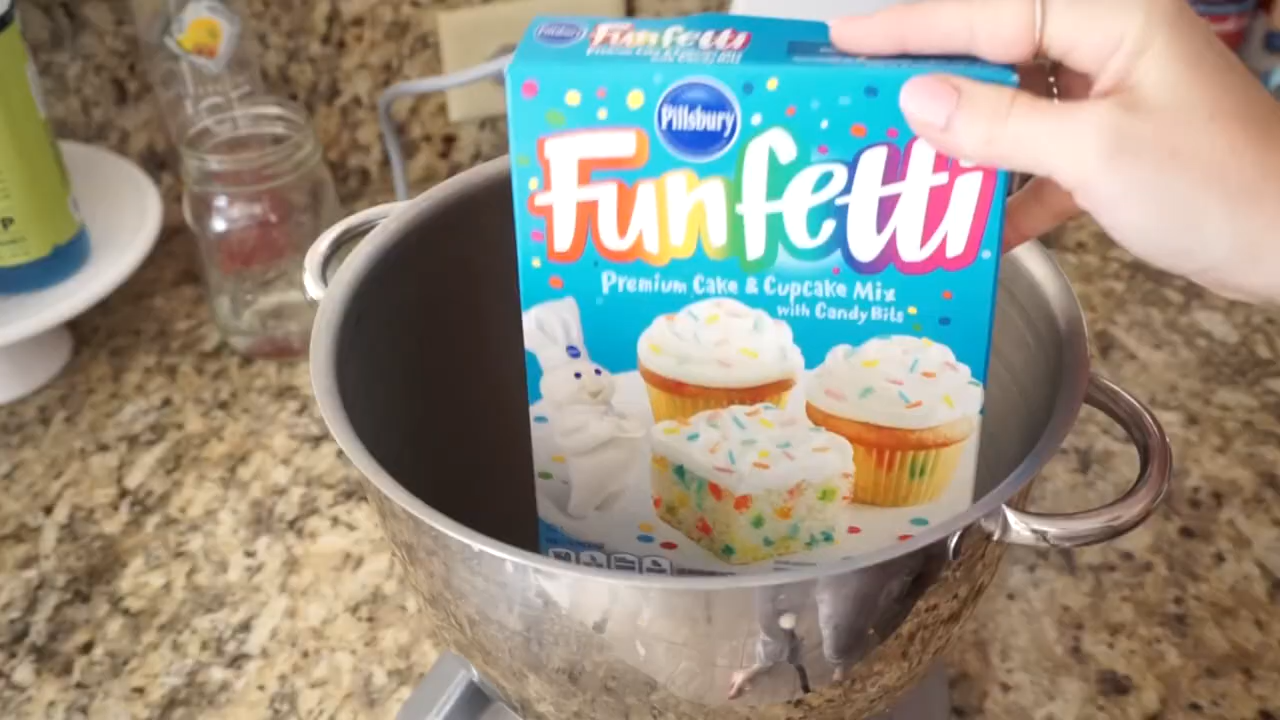 Pillsbury
Funfetti
Pillsbury
Funfetti
Premium Cake & Cupcake Mix
with Candy Bits
P